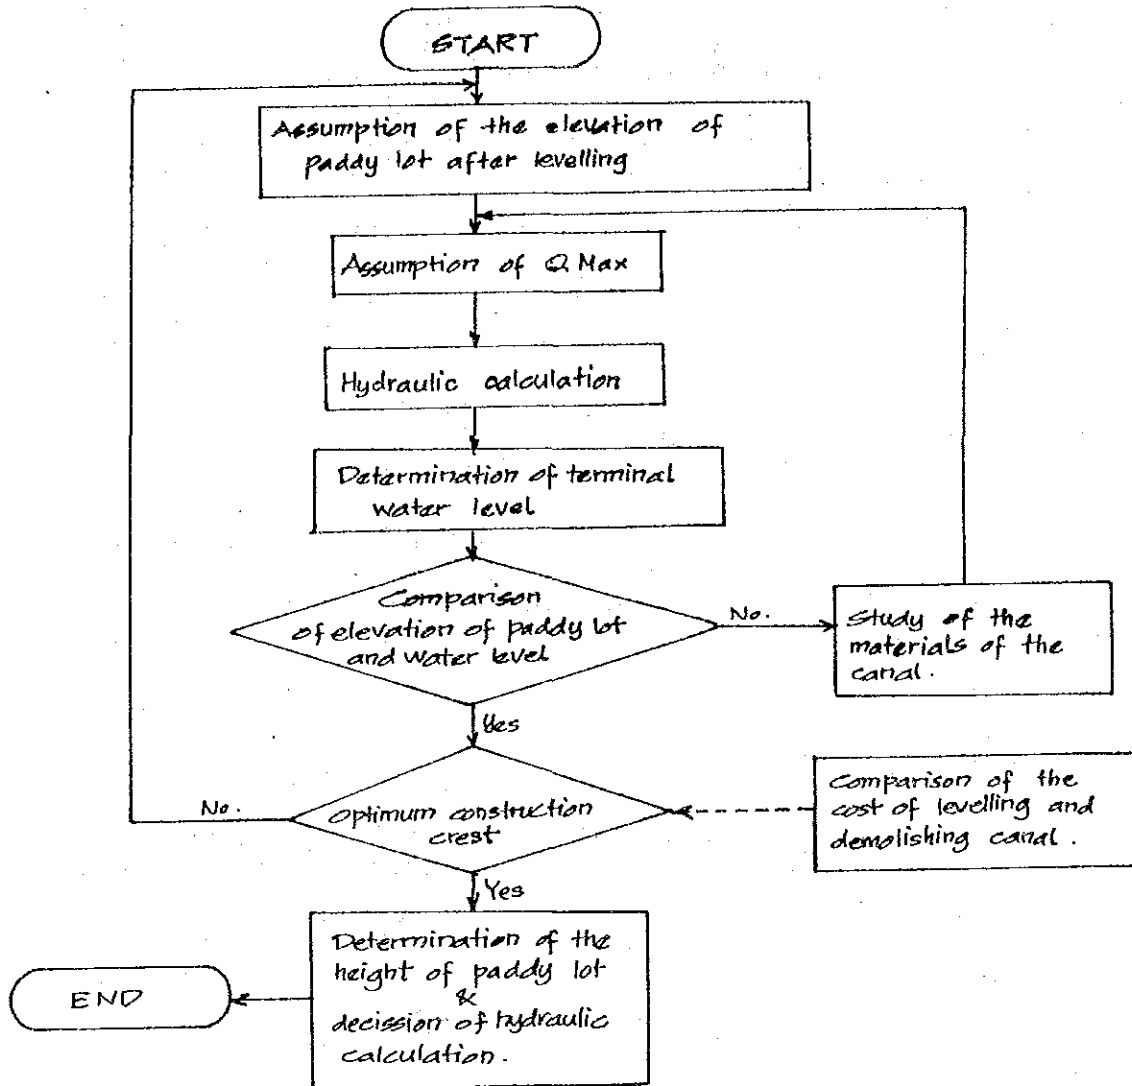 START
Assumption of the elevation of
paddy lot after levelling
Assumption of Q Max
Hydraulic calculation
Determination of terminal
water level
Comparison
of elevation of paddy lot
and water level
No.
Study of the
materials of the
canal.
Yes
No.
Optimum construction
crest
Comparison of the
cost of levelling and
demolishing canal.
Yes
Determination of the
height of paddy lot
&
decission of hydraulic
calculation.
END